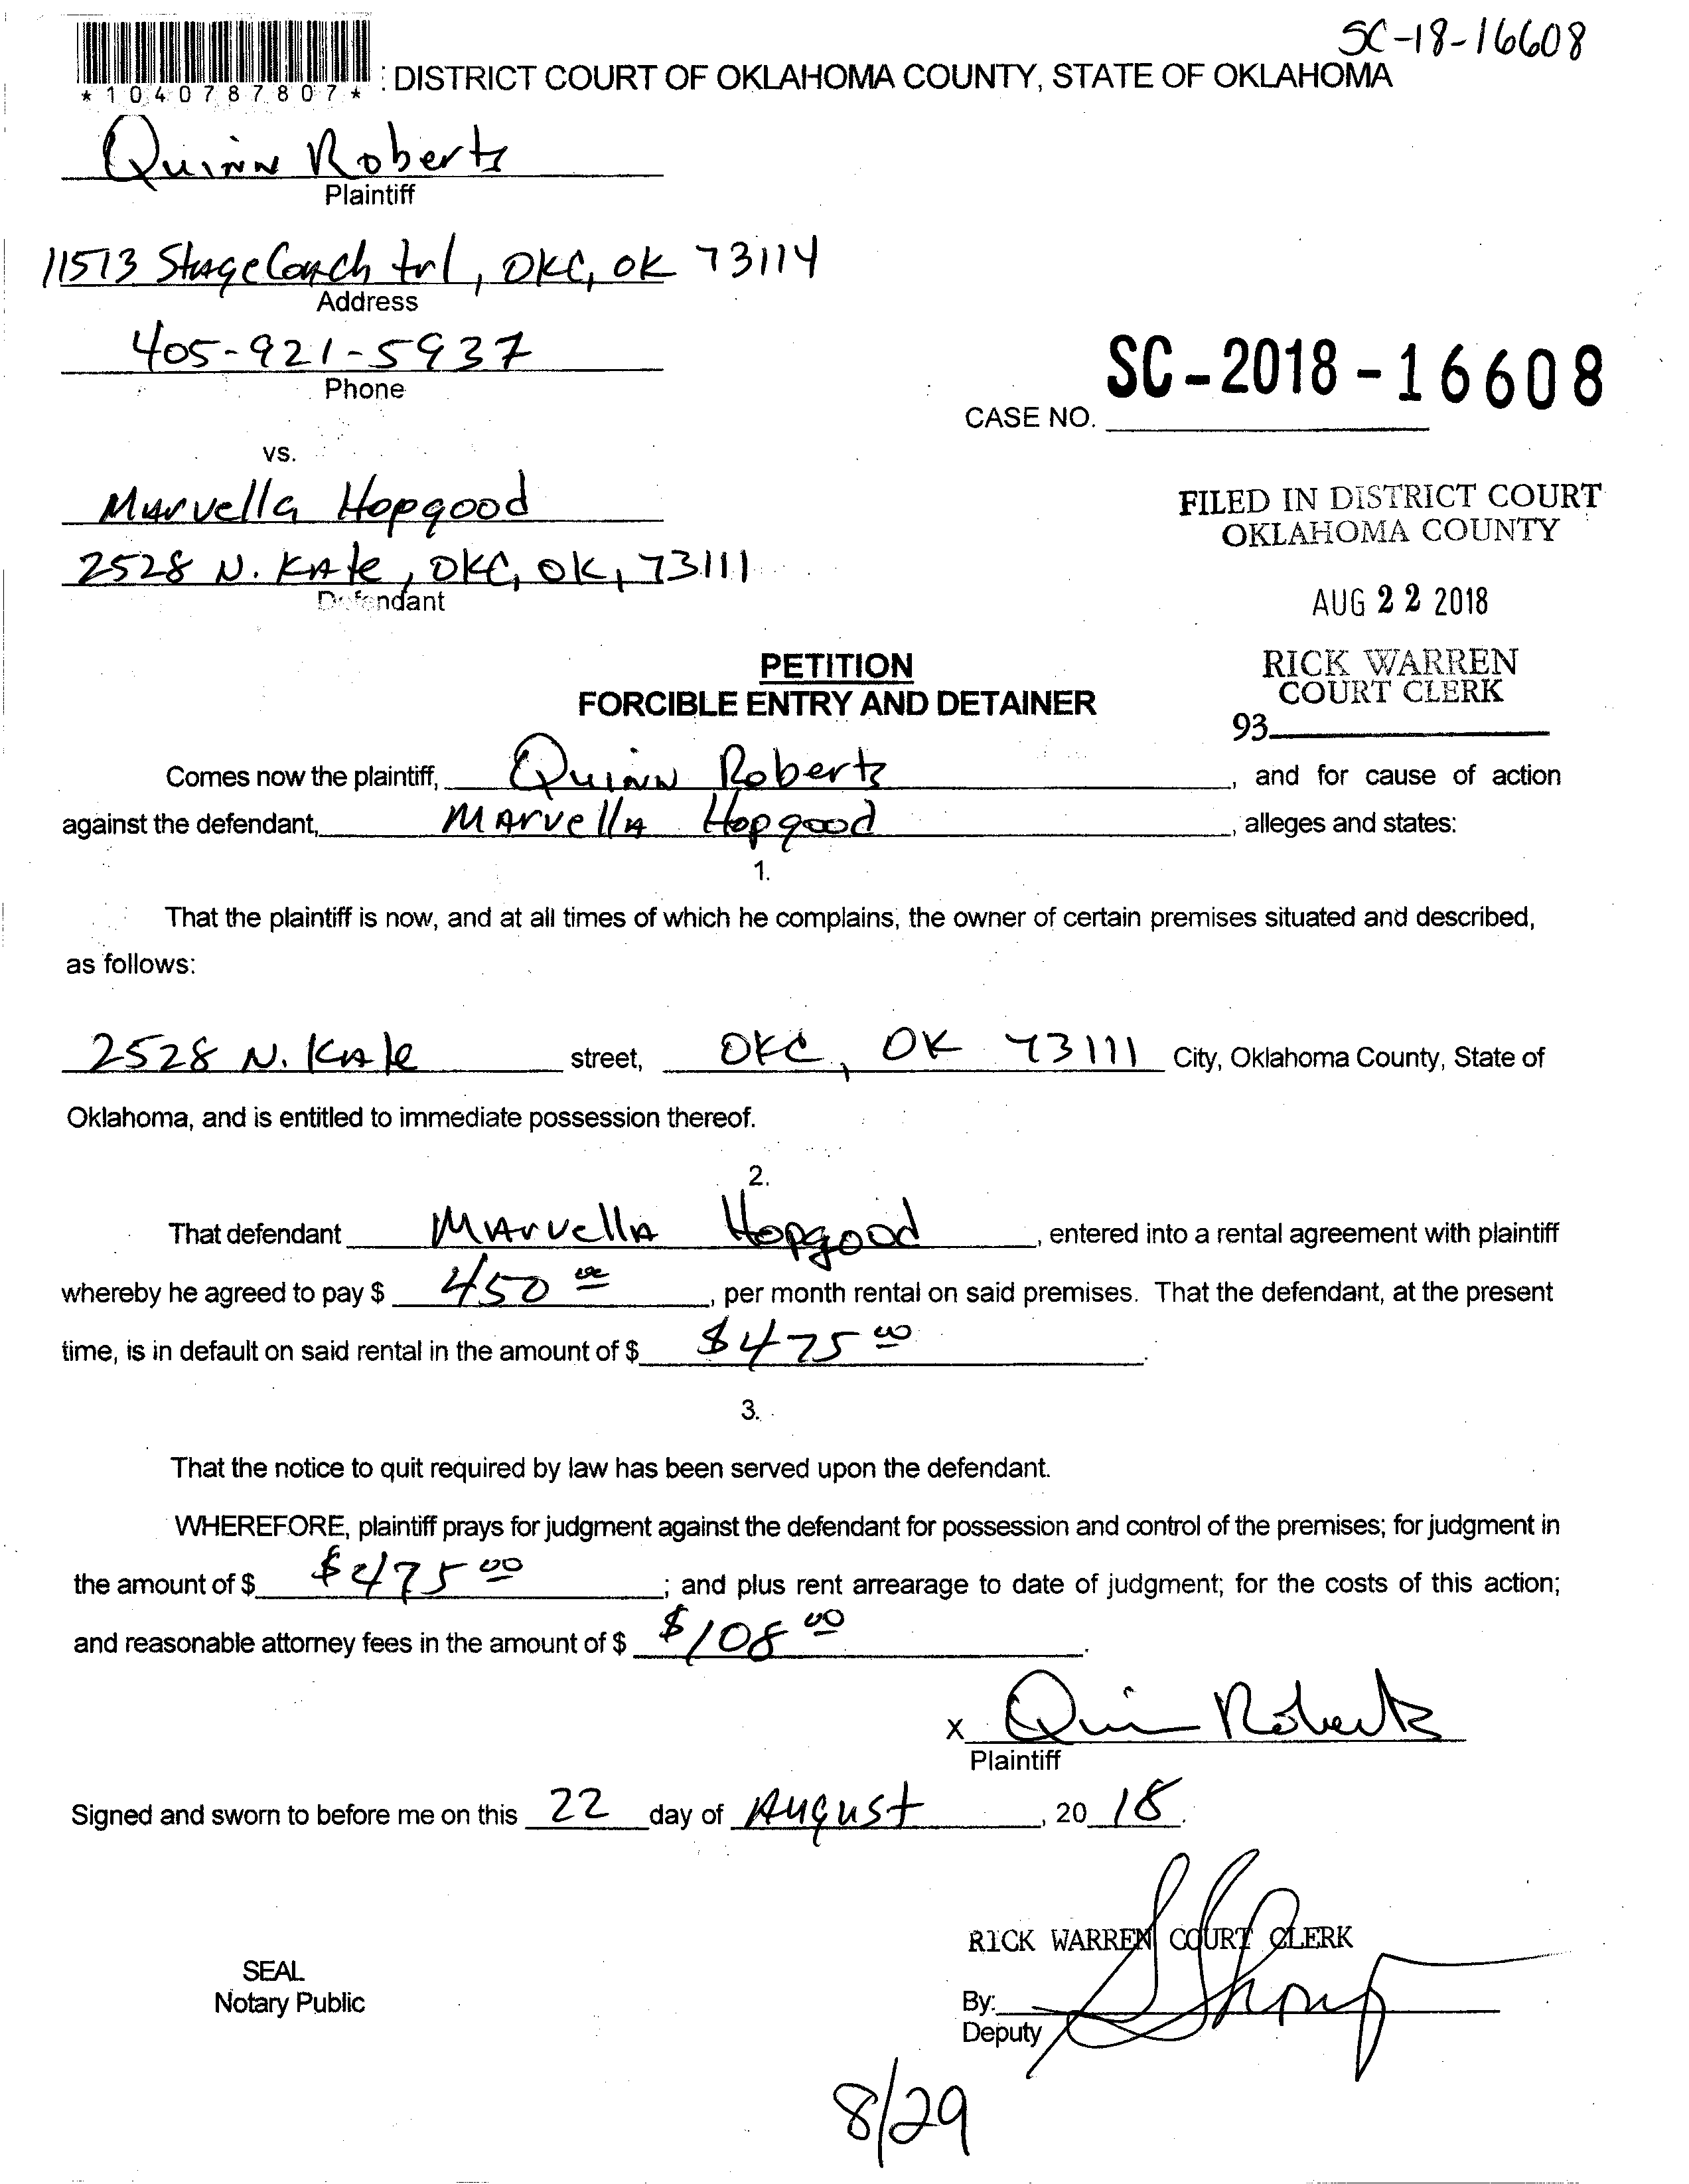 SC-18-16608
*1040787807* : DISTRICT COURT OF OKLAHOMA COUNTY, STATE OF OKLAHOMA
Quinn Roberts
Plaintiff
11513 StageCoach trl, OKC, OK 73114
Address
405-921-5937
Phone
SC-2018-16608
CASE NO.
vs.
Marvella Hopgood
2528 N. Kate, OKC, OK, 73111
Defendant
FILED IN DISTRICT COURT
OKLAHOMA COUNTY
AUG 22 2018
RICK WARREN
COURT CLERK
93
PETITION
FORCIBLE ENTRY AND DETAINER
Comes now the plaintiff, Quinn Roberts, and for cause of action
against the defendant, Marvella Hopgood, alleges and states:
1.
That the plaintiff is now, and at all times of which he complains, the owner of certain premises situated and described,
as follows:
2528 N. Kate street, OKC, OK 73111 City, Oklahoma County, State of
Oklahoma, and is entitled to immediate possession thereof.
2.
That defendant Marvella Hopgood, entered into a rental agreement with plaintiff
whereby he agreed to pay $ 450 00, per month rental on said premises. That the defendant, at the present
time, is in default on said rental in the amount of $ $475 00.
3.
That the notice to quit required by law has been served upon the defendant.
WHEREFORE, plaintiff prays for judgment against the defendant for possession and control of the premises; for judgment in
the amount of $ $475 00; and plus rent arrearage to date of judgment; for the costs of this action;
and reasonable attorney fees in the amount of $ $108 00.
x Quinn Roberts
Plaintiff
Signed and sworn to before me on this 22 day of August, 20 18.
RICK WARREN COURT CLERK
SEAL
Notary Public
By:
Deputy
8/29